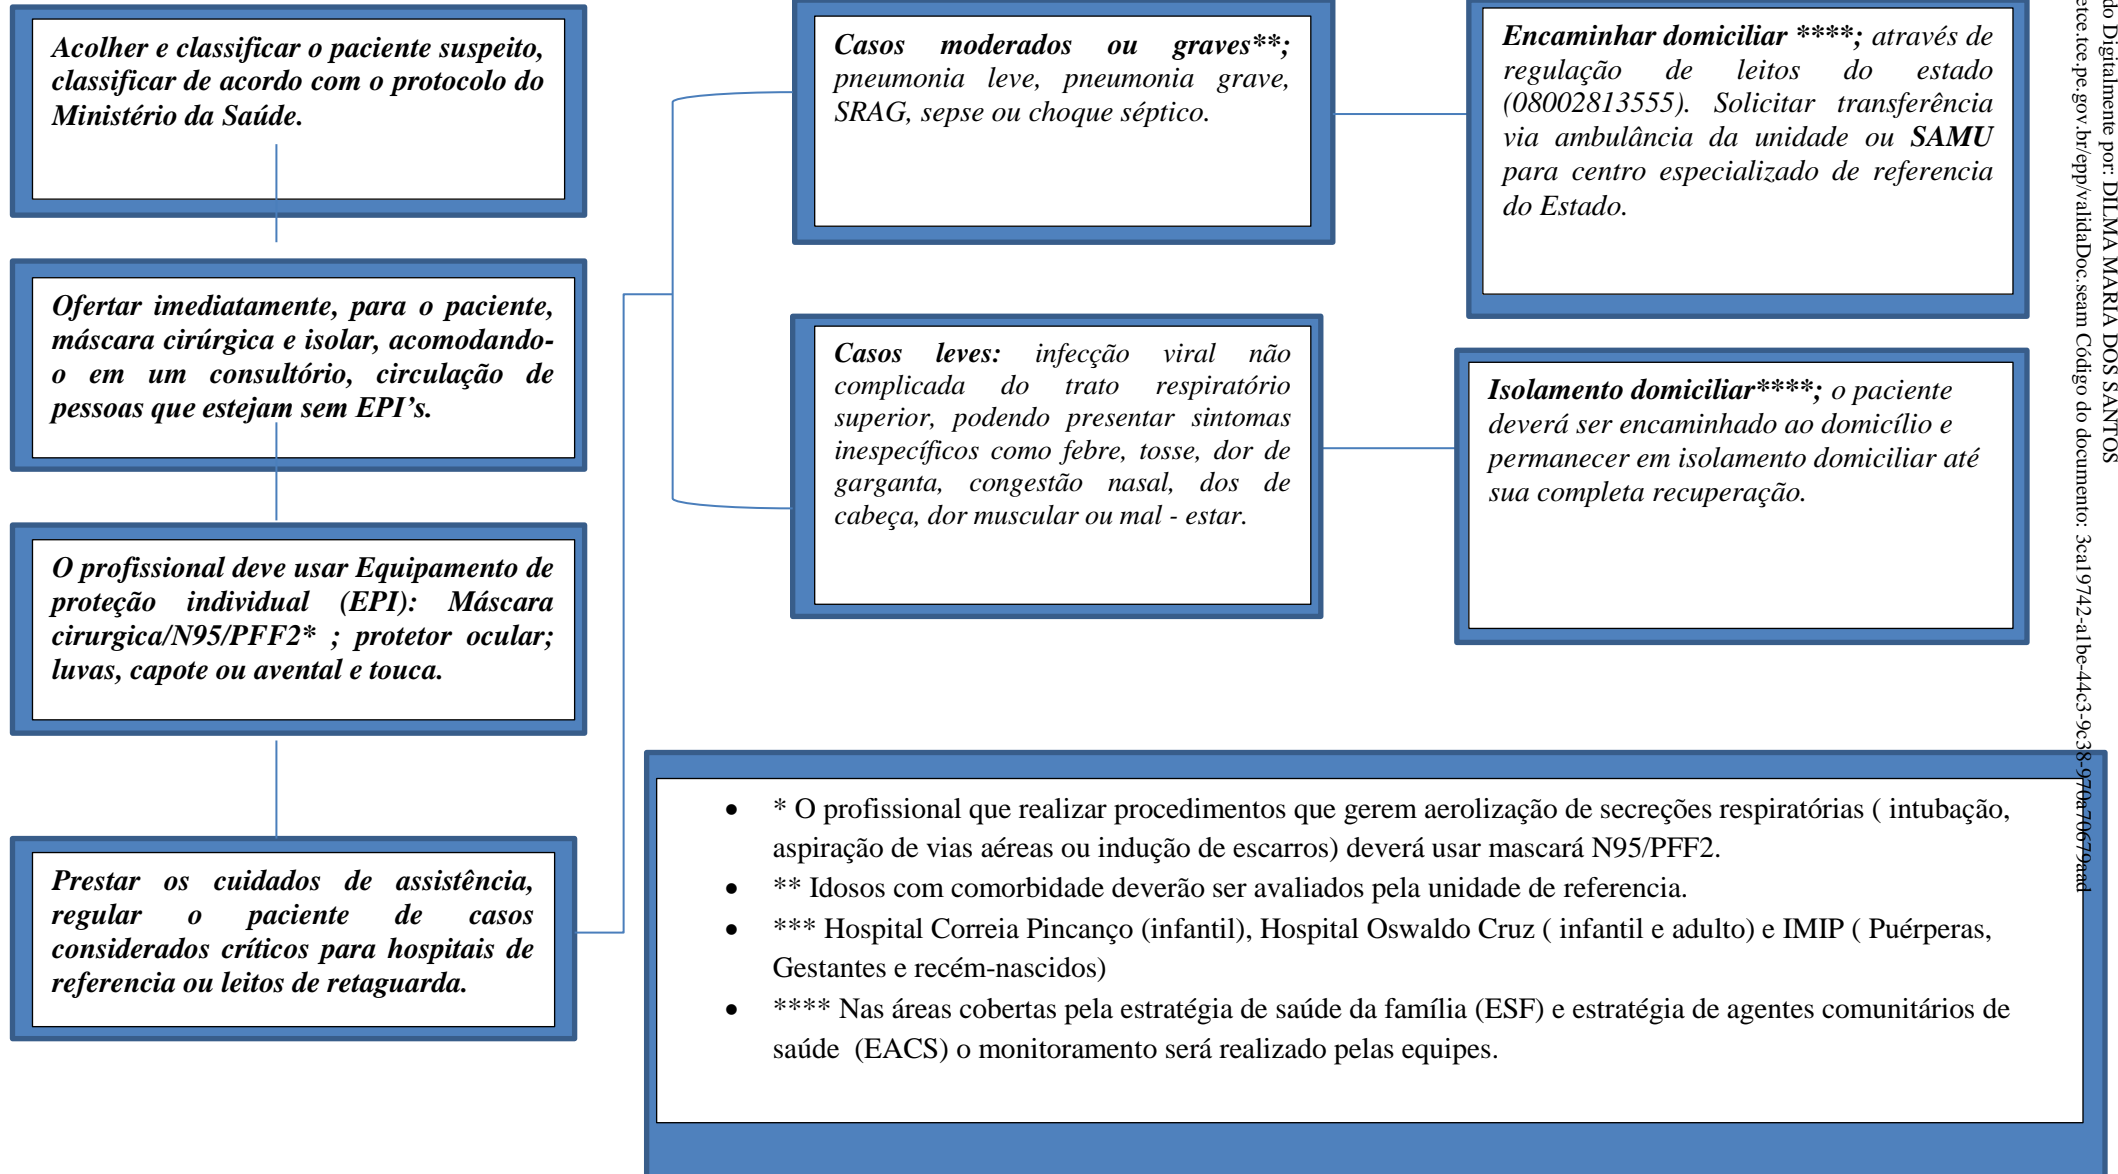 Acolher e classificar o paciente suspeito,
classificar de acordo com o protocolo do
Ministério da Saúde.
Ofertar imediatamente, para o paciente,
máscara cirúrgica e isolar, acomodando-
o em um consultório, circulação de
pessoas que estejam sem EPI’s.
O profissional deve usar Equipamento de
proteção individual (EPI): Máscara
cirurgica/N95/PFF2* ; protetor ocular;
luvas, capote ou avental e touca.
Prestar os cuidados de assistência,
regular o paciente de casos
considerados críticos para hospitais de
referencia ou leitos de retaguarda.
Casos moderados ou graves**;
pneumonia leve, pneumonia grave,
SRAG, sepse ou choque séptico.
Casos leves: infecção viral não
complicada do trato respiratório
superior, podendo presentar sintomas
inespecíficos como febre, tosse, dor de
garganta, congestão nasal, dos de
cabeça, dor muscular ou mal - estar.
Encaminhar domiciliar ****; através de
regulação de leitos do estado
(08002813555). Solicitar transferência
via ambulância da unidade ou SAMU
para centro especializado de referencia
do Estado.
Isolamento domiciliar****; o paciente
deverá ser encaminhado ao domicílio e
permanecer em isolamento domiciliar até
sua completa recuperação.
• * O profissional que realizar procedimentos que gerem aerolização de secreções respiratórias ( intubação,
aspiração de vias aéreas ou indução de escarros) deverá usar mascará N95/PFF2.
• ** Idosos com comorbidade deverão ser avaliados pela unidade de referencia.
• *** Hospital Correia Pincanço (infantil), Hospital Oswaldo Cruz ( infantil e adulto) e IMIP ( Puérperas,
Gestantes e recém-nascidos)
• **** Nas áreas cobertas pela estratégia de saúde da família (ESF) e estratégia de agentes comunitários de
saúde (EACS) o monitoramento será realizado pelas equipes.
do Digitalmente por: DILMA MARIA DOS SANTOS
etce.tce.pe.gov.br/epp/validaDoc.seam Código do documento: 3ca19742-a1be-44c3-9c38-970a70679aad